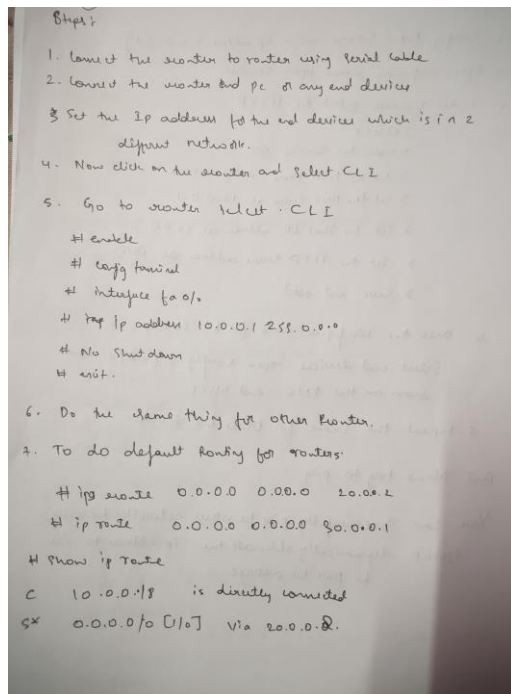 Steps:
1. Connect the router to router using serial cable
2. Connect the router and pc or any end devices
3 Set the Ip address for the end devices which is in 2
different network.
4. Now click on the router and select CLI
5. Go to router select . CLI
# enable
# config terminal
# interface fa 0/0
# ip address 10.0.0.1 255.0.0.0
# No Shut down
# exit.
6. Do the same thing for other Router.
7. To do default Routing for routers.
# ip route 0.0.0.0 0.0.0.0 20.0.0.2
# ip route 0.0.0.0 0.0.0.0 30.0.0.1
# Show ip route
C 10.0.0./8 is directly connected
S* 0.0.0.0/0 [1/0] via 20.0.0.2.